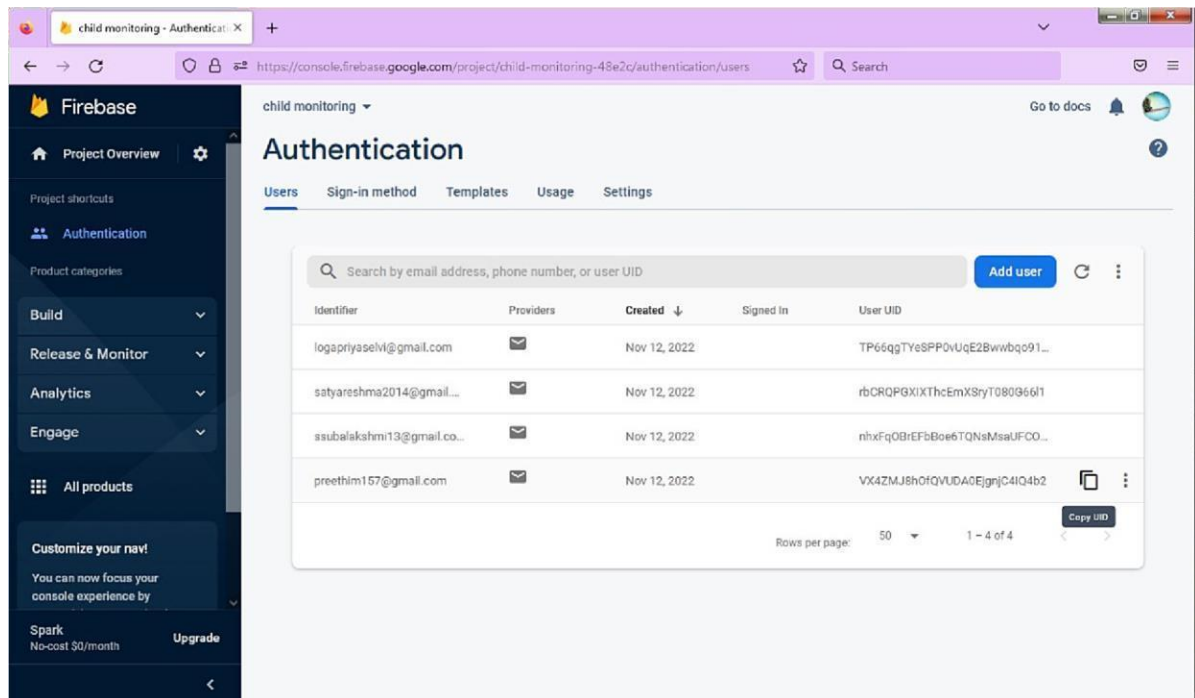 child monitoring - Authenticati
https://console.firebase.google.com/project/child-monitoring-48e2c/authentication/users
Search
Firebase
Project Overview
Project shortcuts
Authentication
Product categories
Build
Release & Monitor
Analytics
Engage
All products
Customize your nav!
You can now focus your
console experience by
Spark
No-cost $0/month
Upgrade
child monitoring
Go to docs
Authentication
Users Sign-in method Templates Usage Settings
Search by email address, phone number, or user UID
Add user
Identifier Providers Created Signed In User UID
logapriyaselvi@gmail.com Nov 12, 2022
satyareshma2014@gmail.... Nov 12, 2022
ssubalakshmi13@gmail.co... Nov 12, 2022
preethim157@gmail.com Nov 12, 2022
Copy UID
Rows per page: 50 1 – 4 of 4